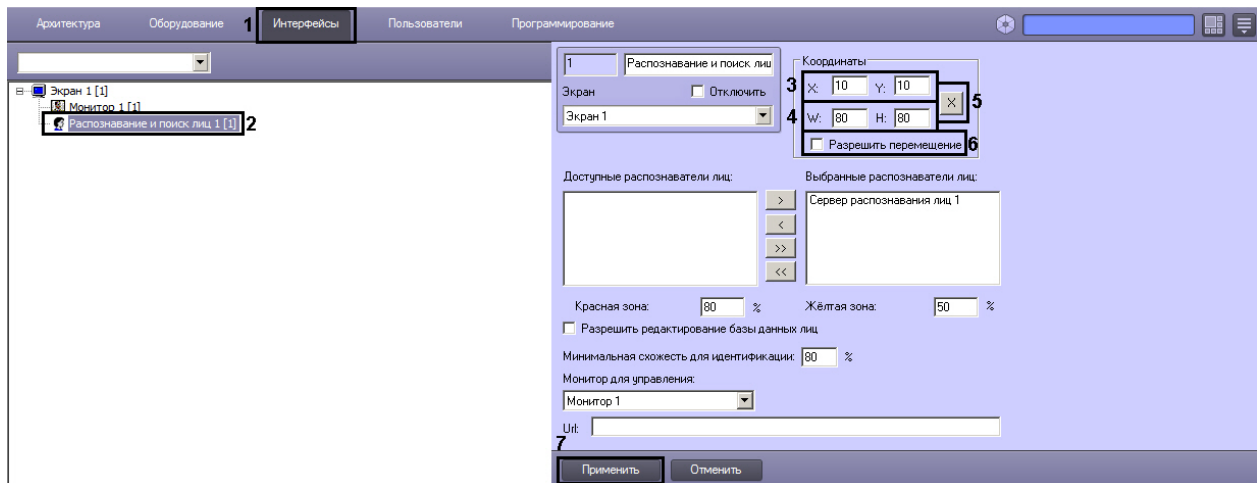 Архитектура Оборудование 1 Интерфейсы Пользователи Программирование
Экран 1 [1]
Монитор 1 [1]
Распознавание и поиск лиц 1 [1] 2
1 Распознавание и поиск лиц
Экран Отключить
Экран 1
Координаты
3 X: 10 Y: 10
4 W: 80 H: 80
X 5
Разрешить перемещение 6
Доступные распознаватели лиц: Выбранные распознаватели лиц:
Сервер распознавания лиц 1
>
<
>>
<<
Красная зона: 80 % Жёлтая зона: 50 %
Разрешить редактирование базы данных лиц
Минимальная схожесть для идентификации: 80 %
Монитор для управления:
Монитор 1
Url:
7
Применить Отменить